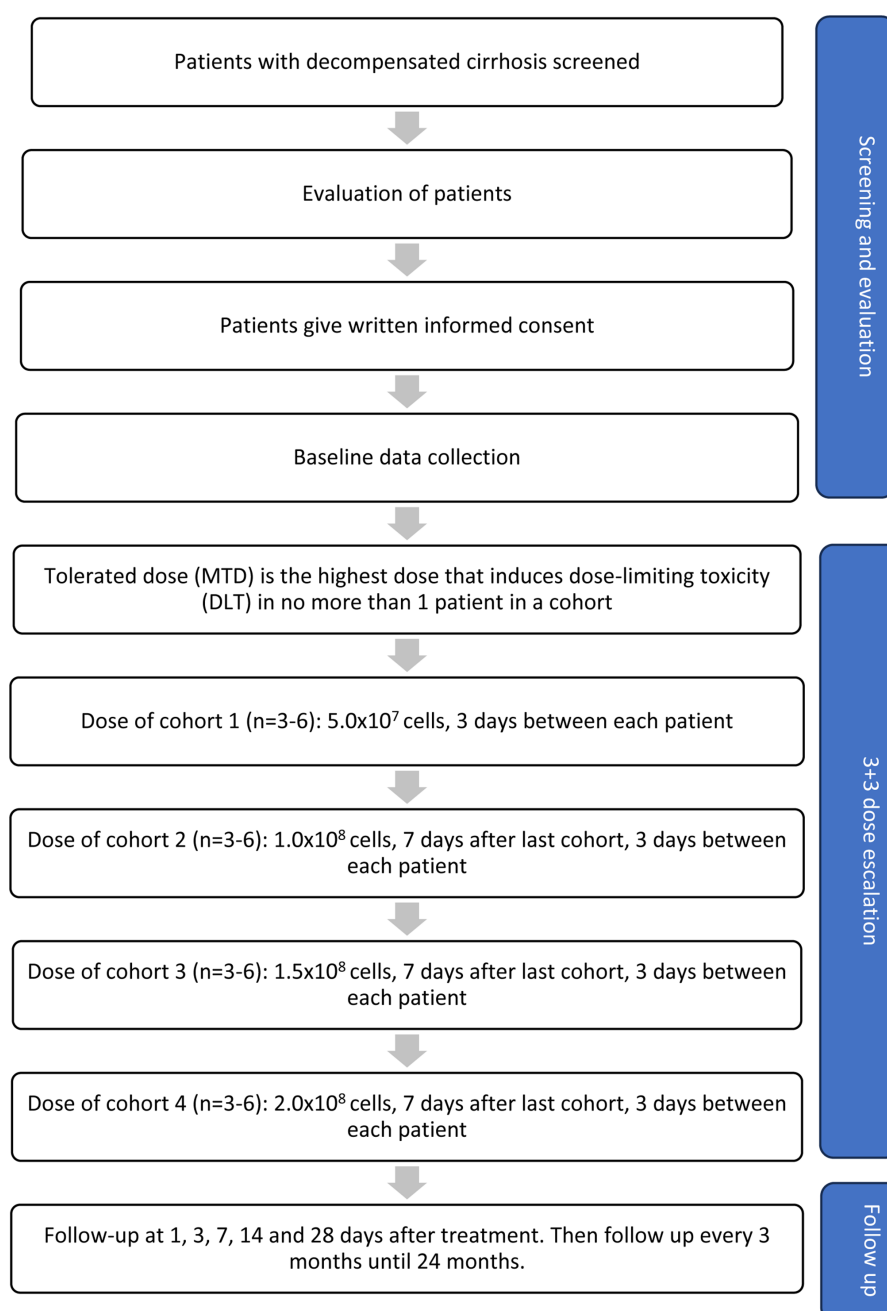 Patients with decompensated cirrhosis screened
Evaluation of patients
Patients give written informed consent
Baseline data collection
Screening and evaluation
Tolerated dose (MTD) is the highest dose that induces dose-limiting toxicity
(DLT) in no more than 1 patient in a cohort
Dose of cohort 1 (n=3-6): 5.0x10⁷ cells, 3 days between each patient
Dose of cohort 2 (n=3-6): 1.0x10⁸ cells, 7 days after last cohort, 3 days between
each patient
Dose of cohort 3 (n=3-6): 1.5x10⁸ cells, 7 days after last cohort, 3 days between
each patient
Dose of cohort 4 (n=3-6): 2.0x10⁸ cells, 7 days after last cohort, 3 days between
each patient
3+3 dose escalation
Follow-up at 1, 3, 7, 14 and 28 days after treatment. Then follow up every 3
months until 24 months.
Follow up